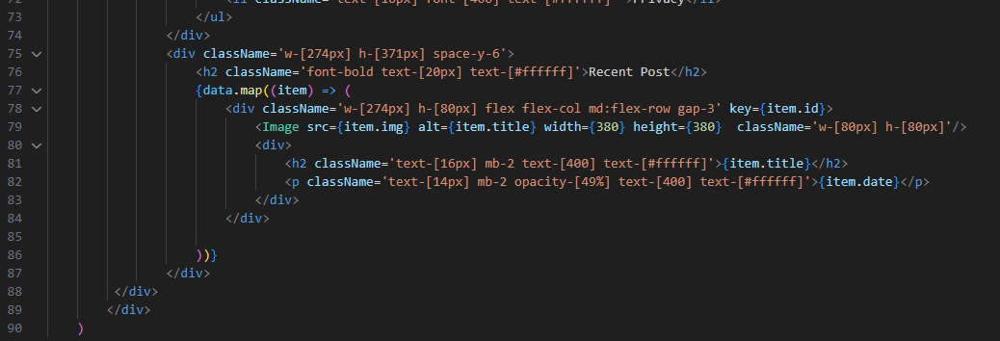 72 <li className='text-[16px] font-[400] text-[#ffffff]'>Privacy</li>
73 </ul>
74 </div>
75 <div className='w-[274px] h-[371px] space-y-6'>
76 <h2 className='font-bold text-[20px] text-[#ffffff]'>Recent Post</h2>
77 {data.map((item) => (
78 <div className='w-[274px] h-[80px] flex flex-col md:flex-row gap-3' key={item.id}>
79 <Image src={item.img} alt={item.title} width={380} height={380}  className='w-[80px] h-[80px]'/>
80 <div>
81 <h2 className='text-[16px] mb-2 text-[400] text-[#ffffff]'>{item.title}</h2>
82 <p className='text-[14px] mb-2 opacity-[49%] text-[400] text-[#ffffff]'>{item.date}</p>
83 </div>
84 </div>
85
86 ))}
87 </div>
88 </div>
89 </div>
90 )